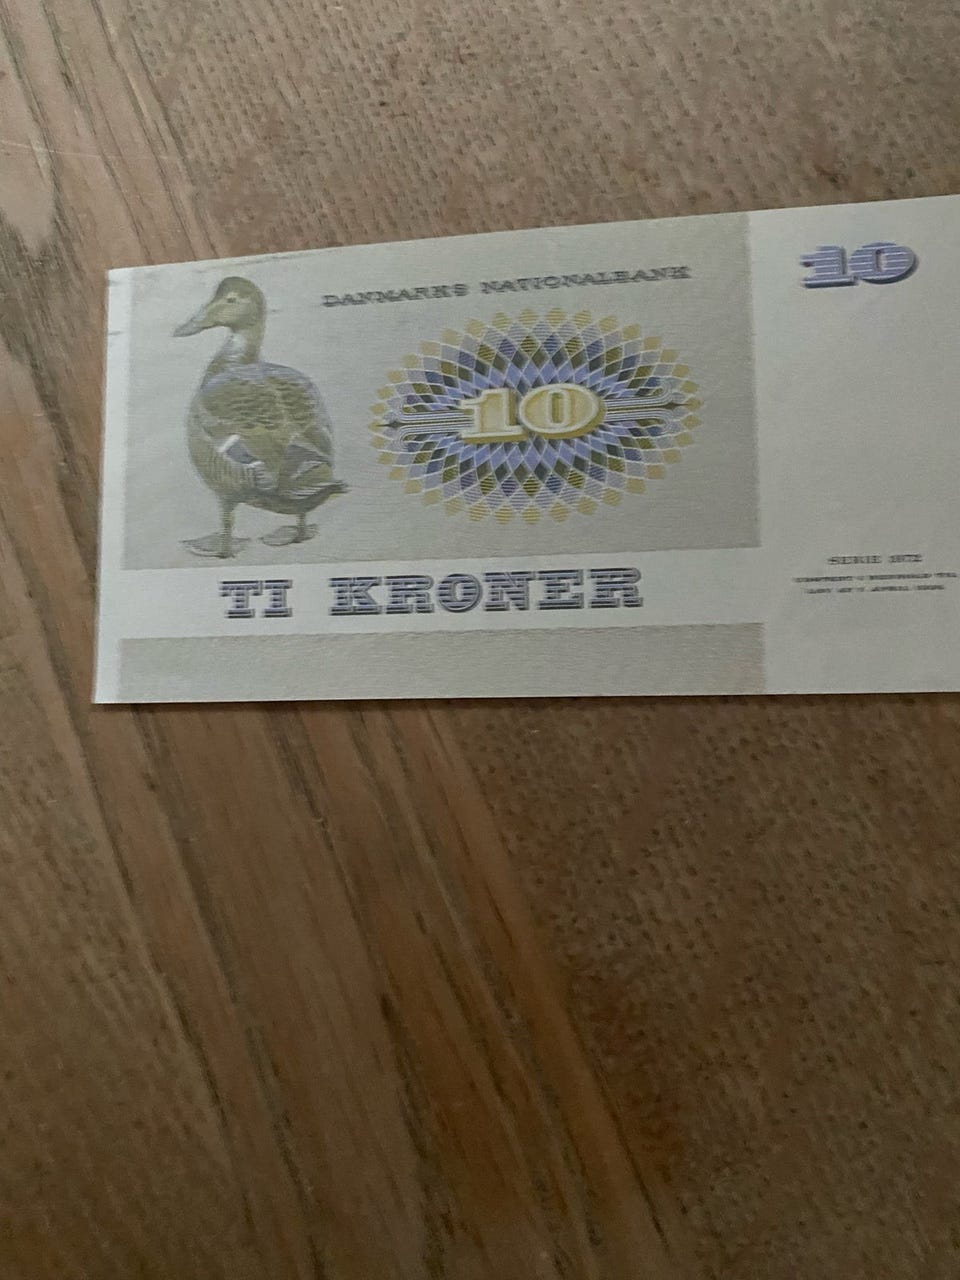 DANMARKS NATIONALBANK
10
10
TI KRONER
SERIE 1972